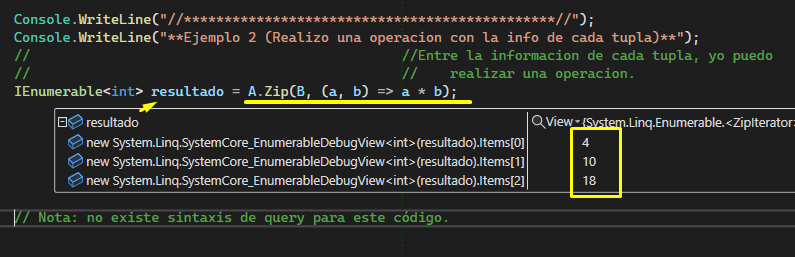 Console.WriteLine("//********************************************//");
Console.WriteLine("**Ejemplo 2 (Realizo una operacion con la info de cada tupla)**");
// //Entre la informacion de cada tupla, yo puedo
// // realizar una operacion.
IEnumerable<int> resultado = A.Zip(B, (a, b) => a * b);
resultado View {System.Linq.Enumerable.<ZipIterator>
new System.Linq.SystemCore_EnumerableDebugView<int>(resultado).Items[0] 4
new System.Linq.SystemCore_EnumerableDebugView<int>(resultado).Items[1] 10
new System.Linq.SystemCore_EnumerableDebugView<int>(resultado).Items[2] 18
// Nota: no existe sintaxis de query para este código.